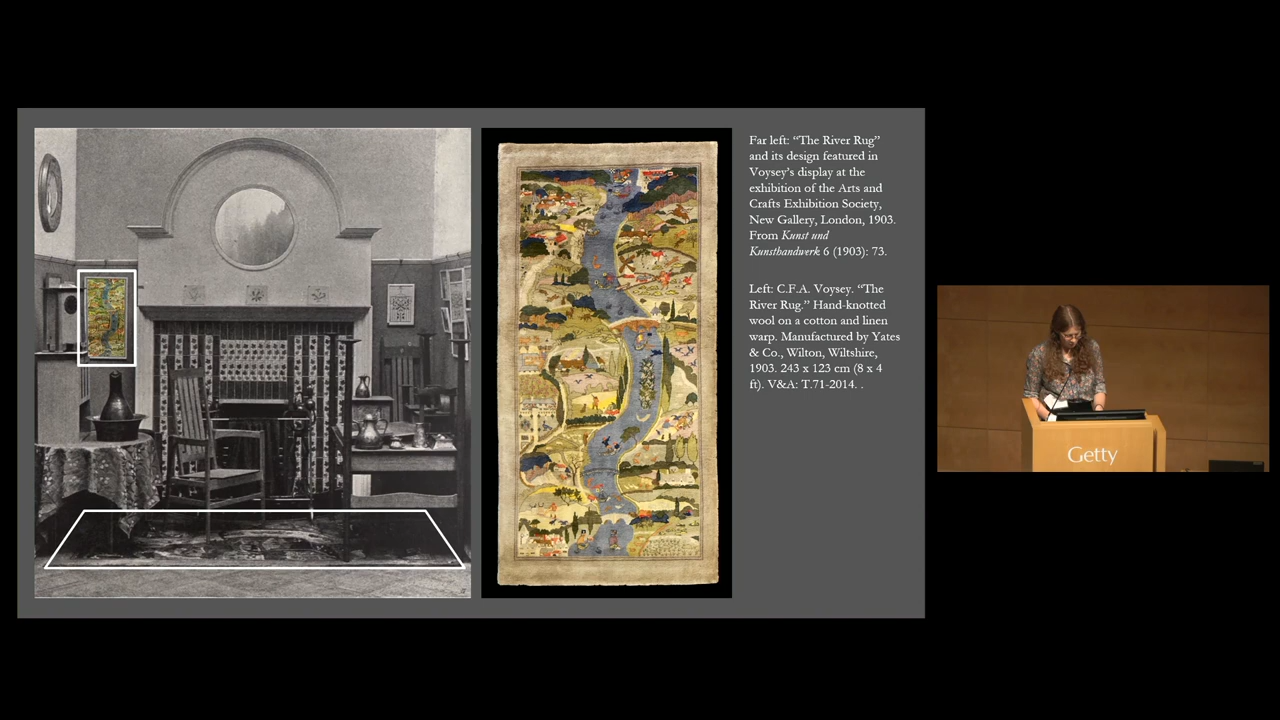 Far left: “The River Rug”
and its design featured in
Voysey’s display at the
exhibition of the Arts and
Crafts Exhibition Society,
New Gallery, London, 1903.
From Kunst und
Kunsthandwerk 6 (1903): 73.
Left: C.F.A. Voysey. “The
River Rug.” Hand-knotted
wool on a cotton and linen
warp. Manufactured by Yates
& Co., Wilton, Wiltshire,
1903. 243 x 123 cm (8 x 4
ft). V&A: T.71-2014. .
Getty